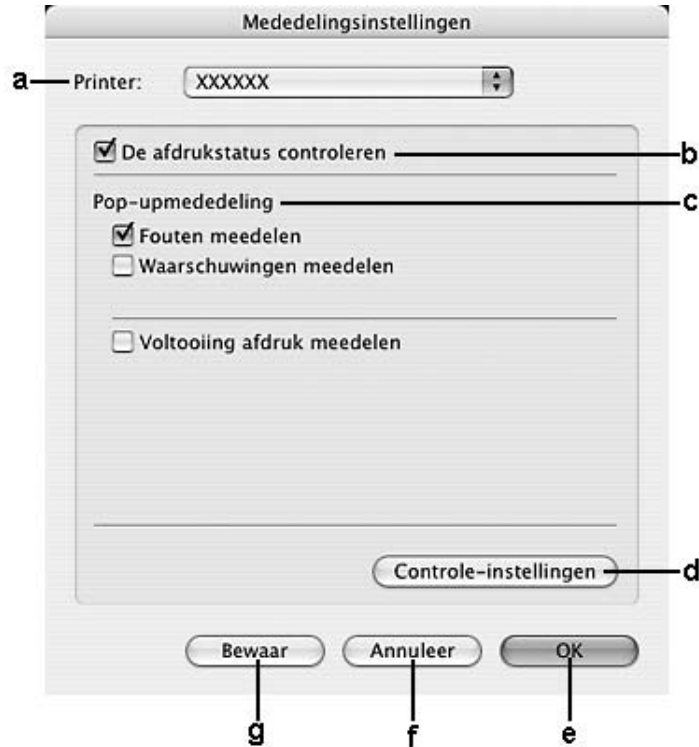 Mededelingsinstellingen
a Printer: XXXXXX
De afdrukstatus controleren b
Pop-upmededeling c
Fouten meedelen
Waarschuwingen meedelen
Voltooiing afdruk meedelen
Controle-instellingen d
Bewaar Annuleer OK
g f e